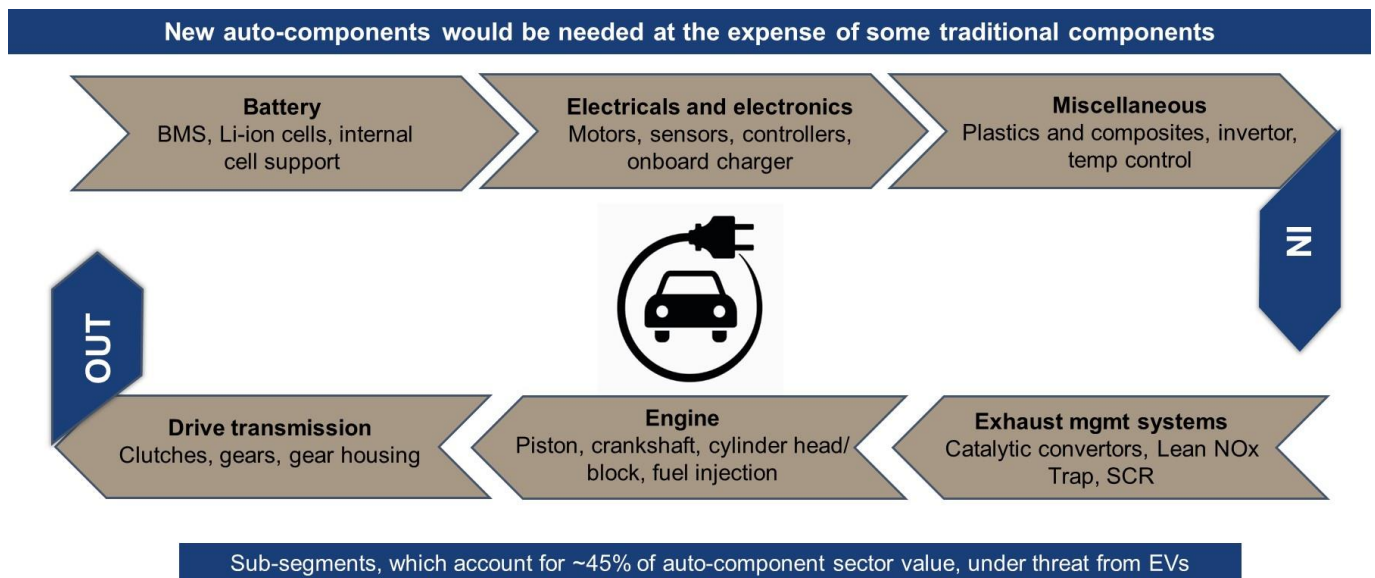 New auto-components would be needed at the expense of some traditional components
Battery
BMS, Li-ion cells, internal
cell support
Electricals and electronics
Motors, sensors, controllers,
onboard charger
Miscellaneous
Plastics and composites, invertor,
temp control
IN
OUT
Drive transmission
Clutches, gears, gear housing
Engine
Piston, crankshaft, cylinder head/
block, fuel injection
Exhaust mgmt systems
Catalytic convertors, Lean NOx
Trap, SCR
Sub-segments, which account for ~45% of auto-component sector value, under threat from EVs